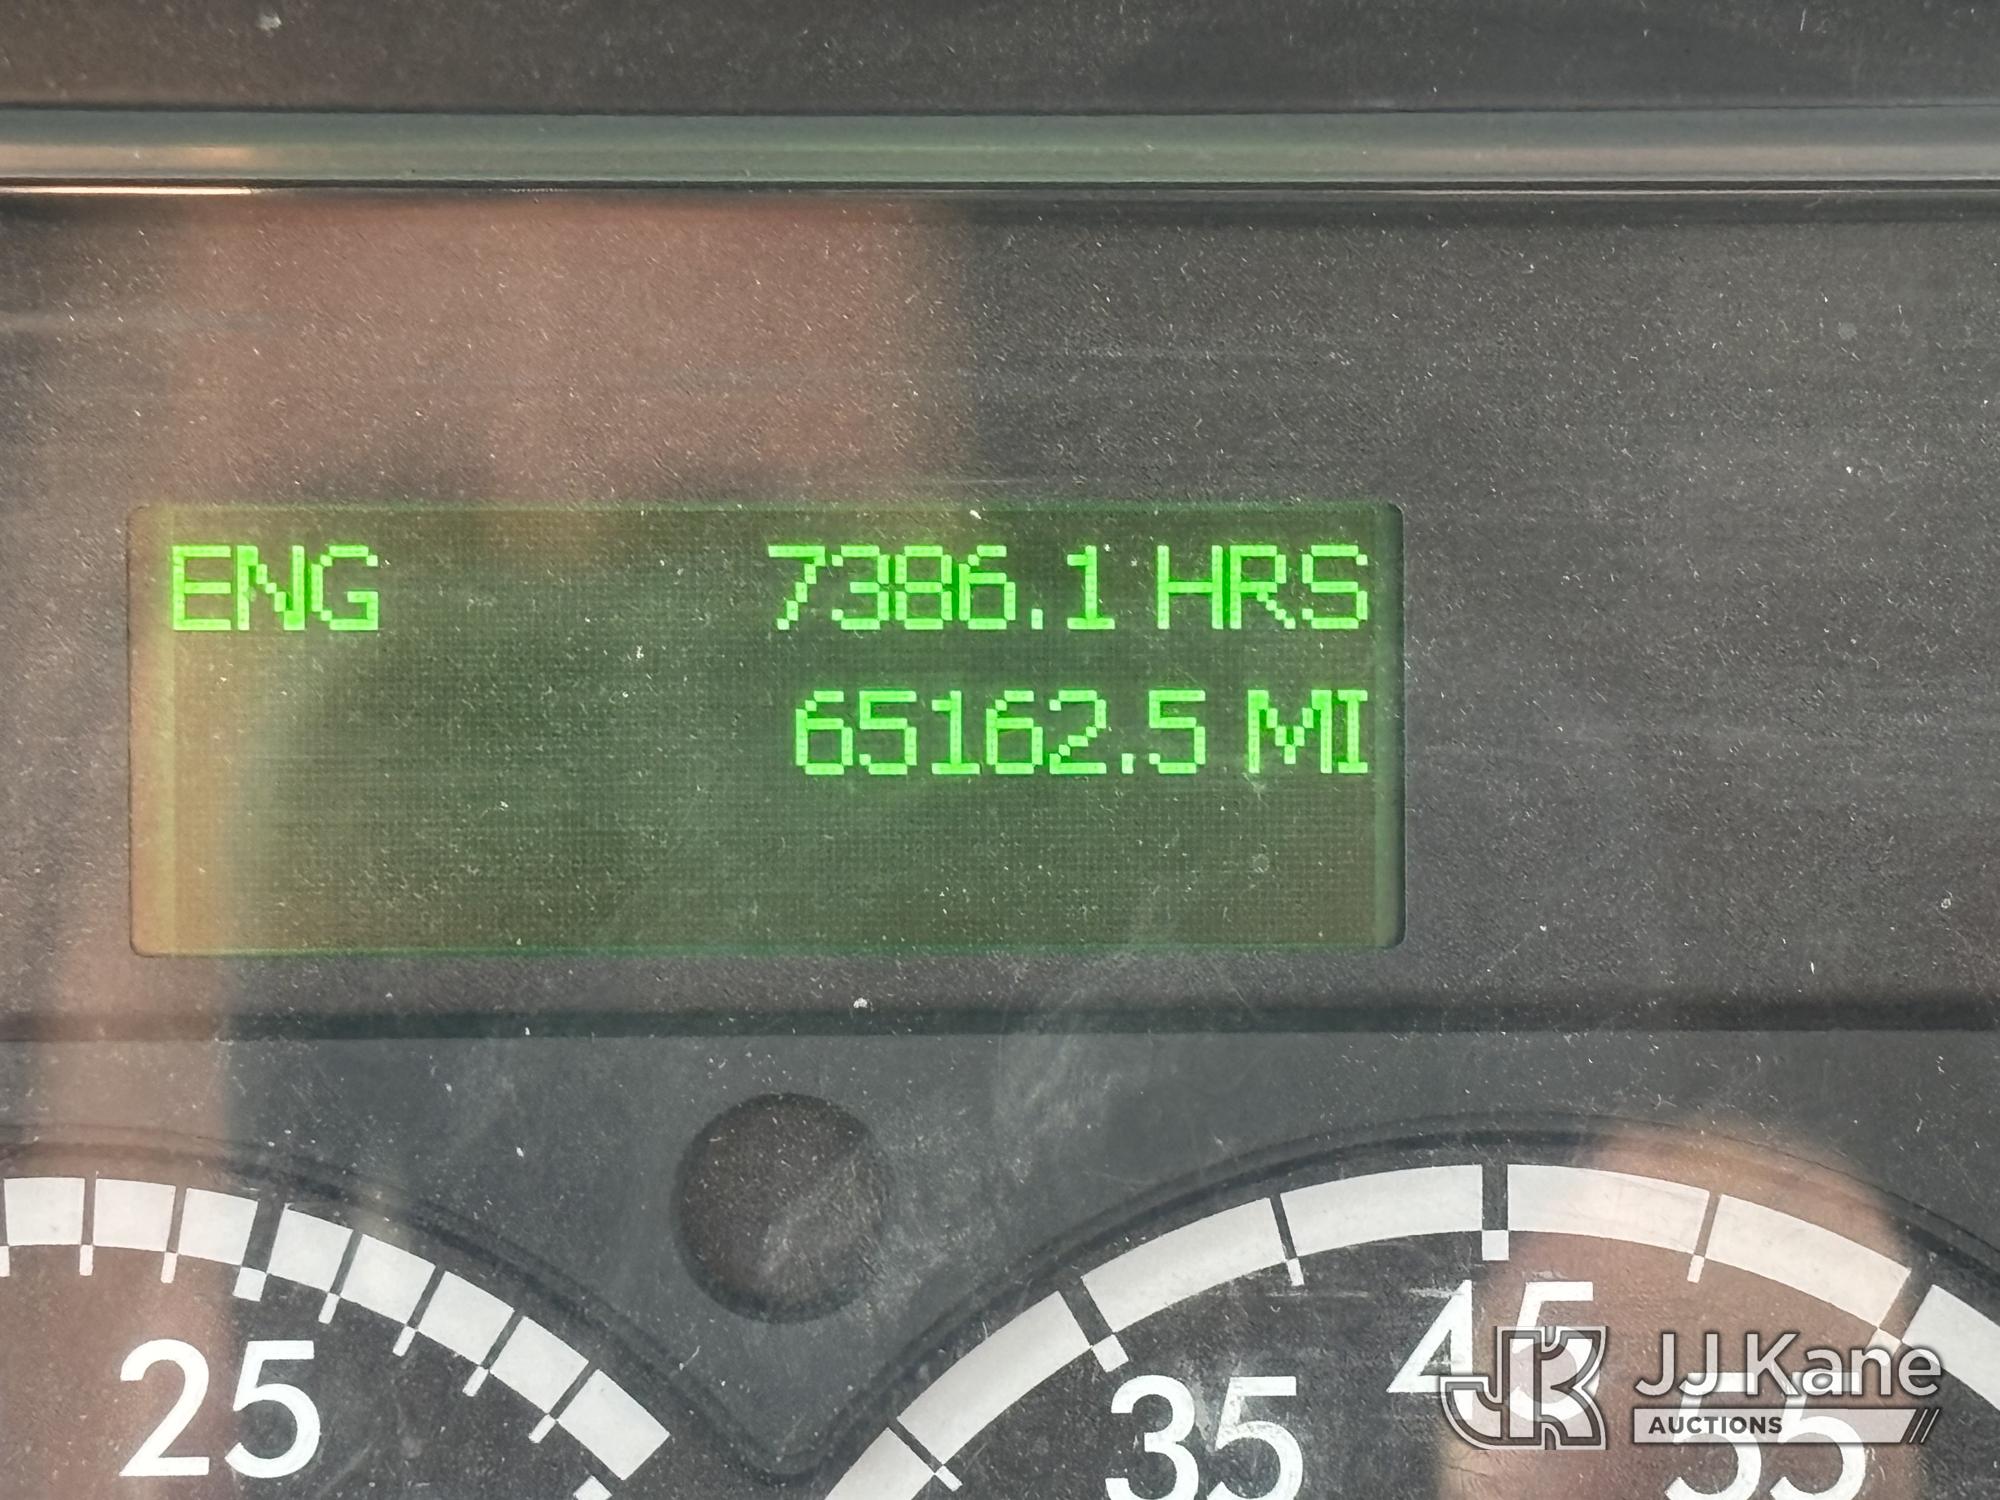 ENG 7386.1 HRS
65162.5 MI
25
35
45
55
JJ Kane
AUCTIONS